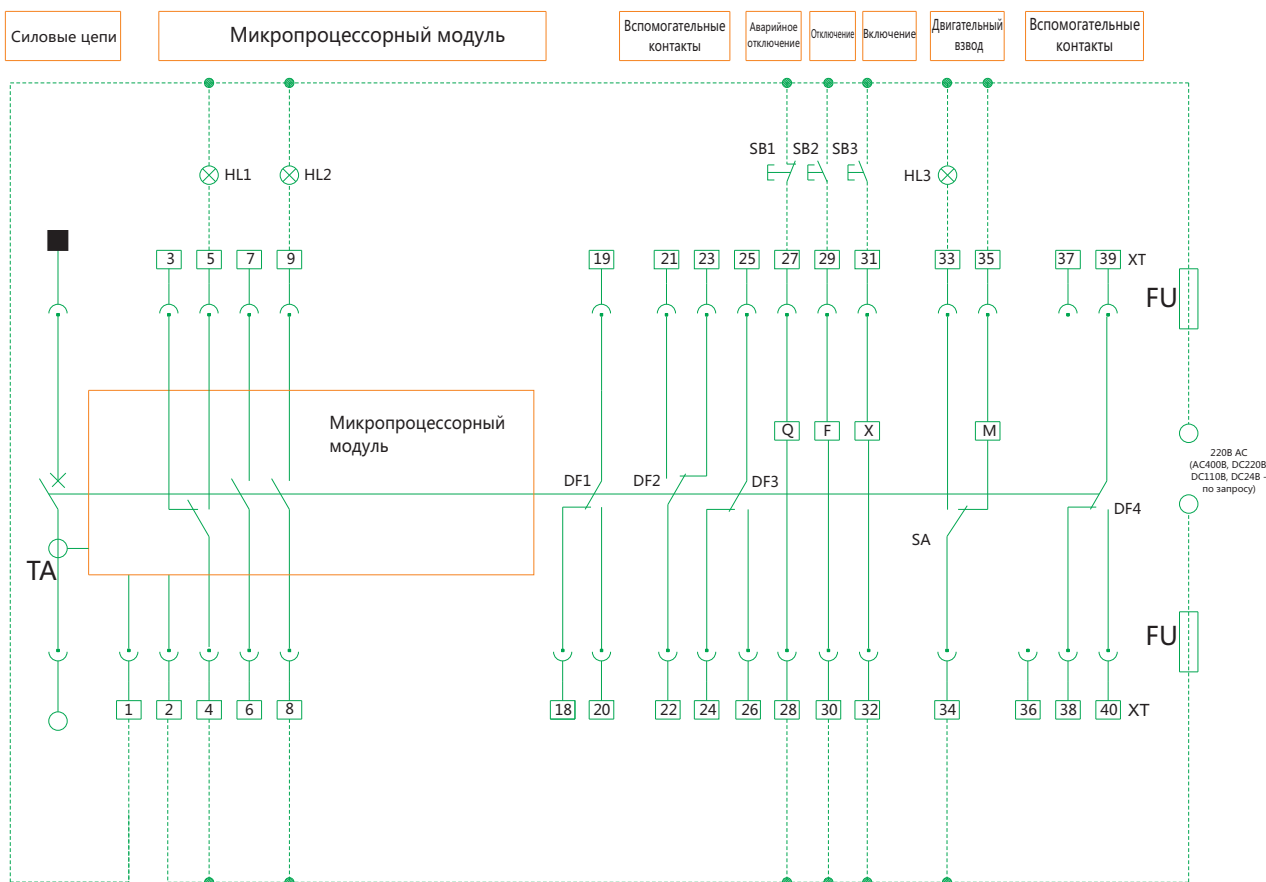 Силовые цепи
Микропроцессорный модуль
Вспомогательные
контакты
Аварийное
отключение
Отключение
Включение
Двигательный
взвод
Вспомогательные
контакты
SB1
SB2
SB3
HL1
HL2
HL3
3
5
7
9
19
21
23
25
27
29
31
33
35
37
39
XT
FU
Микропроцессорный
модуль
Q
F
X
M
220В AC
(AC400В, DC220В
DC110В, DC24В -
по запросу)
DF1
DF2
DF3
DF4
SA
TA
FU
1
2
4
6
8
18
20
22
24
26
28
30
32
34
36
38
40
XT